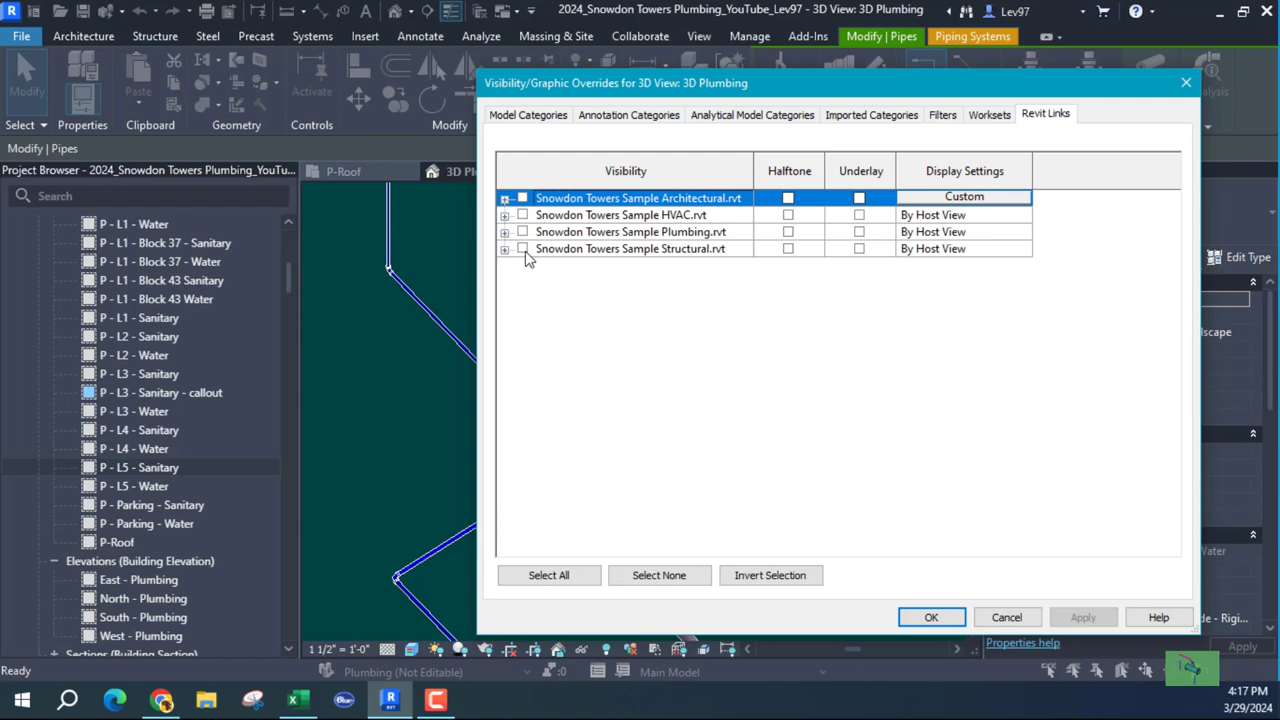 2024_Snowdon Towers Plumbing_YouTube_Lev97 - 3D View: 3D Plumbing
Lev97
File Architecture Structure Steel Precast Systems Insert Annotate Analyze Massing & Site Collaborate View Manage Add-Ins Modify | Pipes Piping Systems
Modify
Paste
Activate
Select Properties Clipboard Geometry Controls Modify
Modify | Pipes
Project Browser - 2024_Snowdon Towers Plumbing_YouTu...
Search
P - L1 - Water
P - L1 - Block 37 - Sanitary
P - L1 - Block 37 - Water
P - L1 - Block 43 Sanitary
P - L1 - Block 43 Water
P - L1 - Sanitary
P - L2 - Sanitary
P - L2 - Water
P - L3 - Sanitary
P - L3 - Sanitary - callout
P - L3 - Water
P - L4 - Sanitary
P - L4 - Water
P - L5 - Sanitary
P - L5 - Water
P - Parking - Sanitary
P - Parking - Water
P-Roof
Elevations (Building Elevation)
East - Plumbing
North - Plumbing
South - Plumbing
West - Plumbing
Sections (Building Section)
P-Roof
3D Pl
Visibility/Graphic Overrides for 3D View: 3D Plumbing
Model Categories Annotation Categories Analytical Model Categories Imported Categories Filters Worksets Revit Links
Visibility Halftone Underlay Display Settings
Snowdon Towers Sample Architectural.rvt Custom
Snowdon Towers Sample HVAC.rvt By Host View
Snowdon Towers Sample Plumbing.rvt By Host View
Snowdon Towers Sample Structural.rvt By Host View
Select All Select None Invert Selection
OK Cancel Apply Help
Edit Type
Properties help
Apply
1 1/2" = 1'-0"
Ready
Plumbing (Not Editable)
:0
Main Model
4:17 PM
3/29/2024